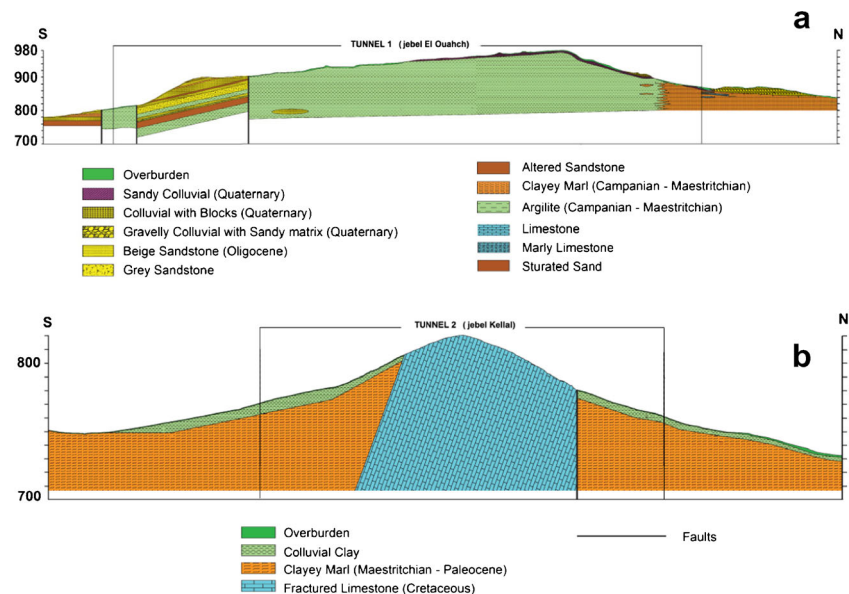 a
S
N
TUNNEL 1 (jebel El Ouahch)
980
900
800
700
Overburden
Sandy Colluvial (Quaternary)
Colluvial with Blocks (Quaternary)
Gravelly Colluvial with Sandy matrix (Quaternary)
Beige Sandstone (Oligocene)
Grey Sandstone
Altered Sandstone
Clayey Marl (Campanian - Maestritchian)
Argilite (Campanian - Maestritchian)
Limestone
Marly Limestone
Sturated Sand
S
N
TUNNEL 2 (jebel Kellal)
b
800
700
Overburden
Colluvial Clay
Clayey Marl (Maestritchian - Paleocene)
Fractured Limestone (Cretaceous)
Faults